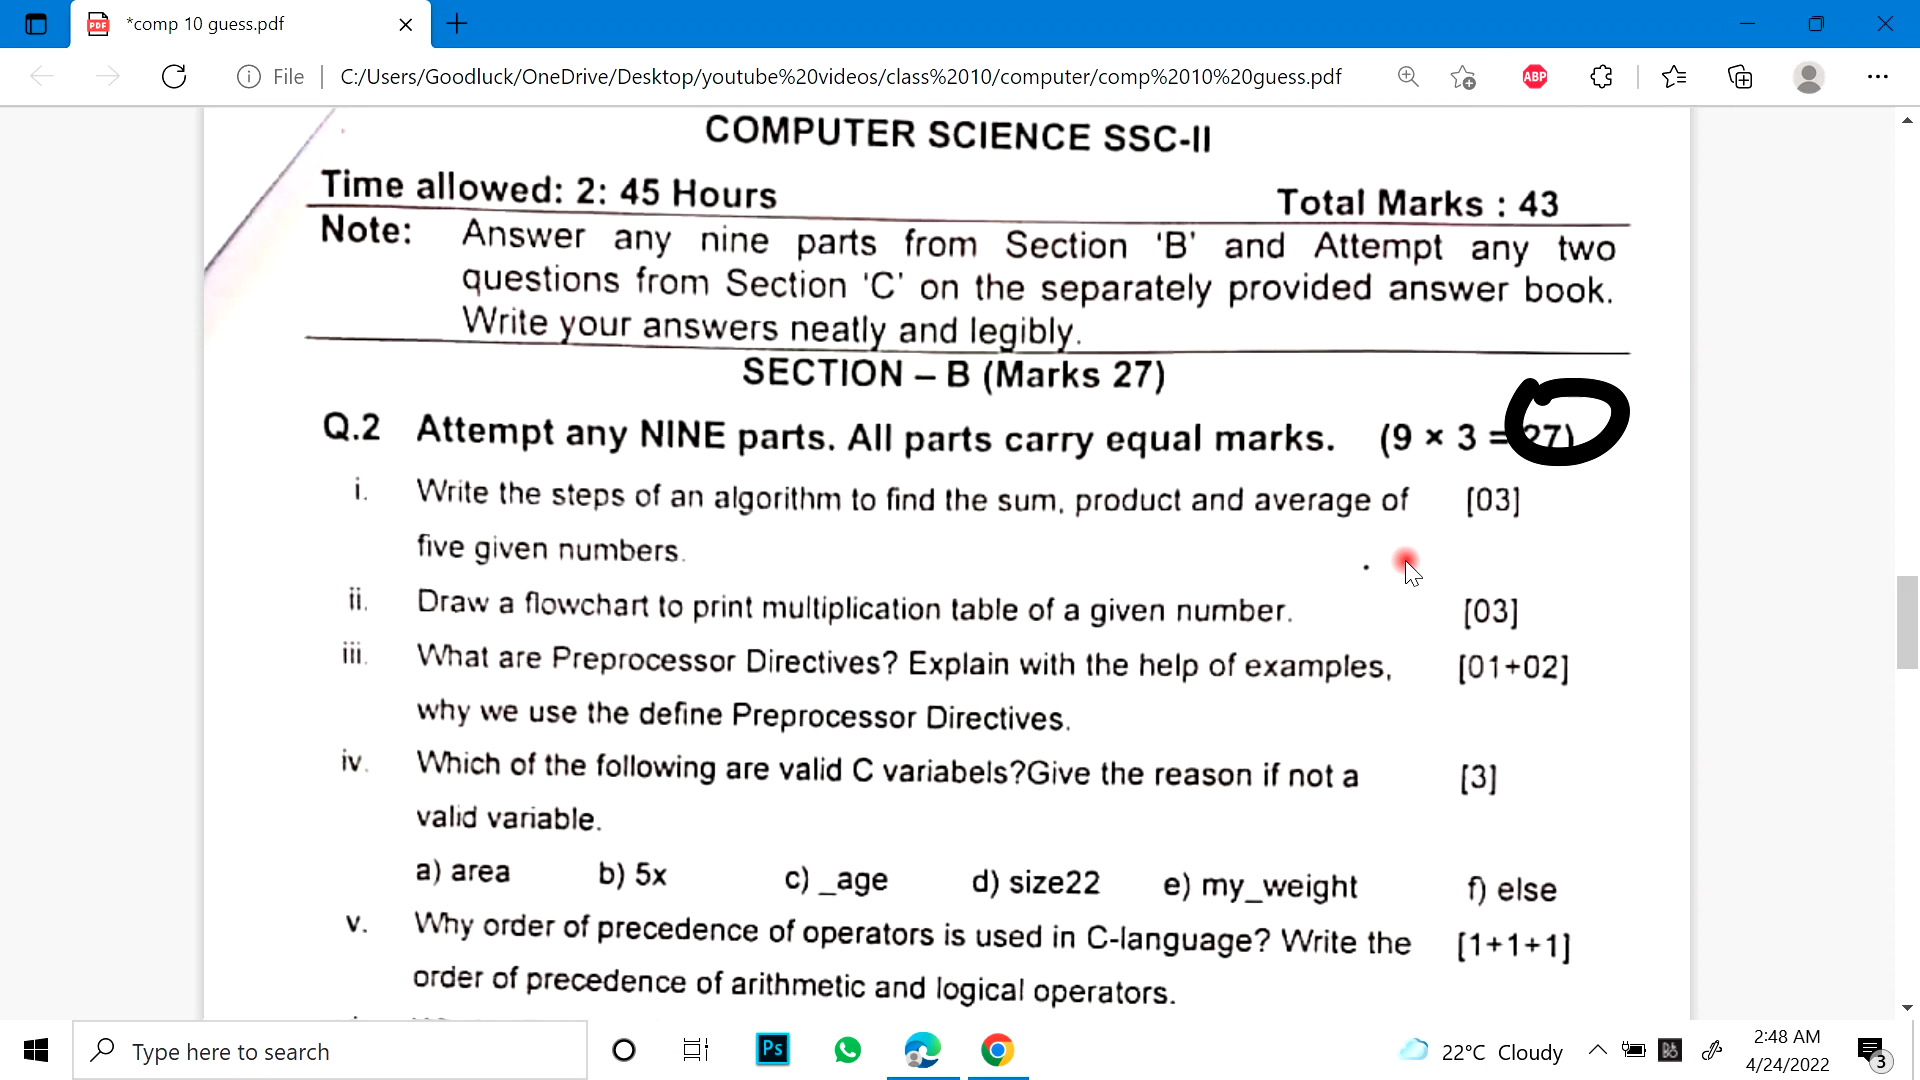 *comp 10 guess.pdf
File | C:/Users/Goodluck/OneDrive/Desktop/youtube%20videos/class%2010/computer/comp%2010%20guess.pdf
ABP
COMPUTER SCIENCE SSC-II
Time allowed: 2: 45 Hours Total Marks : 43
Note: Answer any nine parts from Section 'B' and Attempt any two
questions from Section 'C' on the separately provided answer book.
Write your answers neatly and legibly.
SECTION – B (Marks 27)
Q.2 Attempt any NINE parts. All parts carry equal marks. (9 × 3 = 27)
i. Write the steps of an algorithm to find the sum, product and average of [03]
five given numbers.
ii. Draw a flowchart to print multiplication table of a given number. [03]
iii. What are Preprocessor Directives? Explain with the help of examples, [01+02]
why we use the define Preprocessor Directives.
iv. Which of the following are valid C variabels?Give the reason if not a [3]
valid variable.
a) area b) 5x c) _age d) size22 e) my_weight f) else
v. Why order of precedence of operators is used in C-language? Write the [1+1+1]
order of precedence of arithmetic and logical operators.
Type here to search
Ps
22°C Cloudy
2:48 AM
4/24/2022
3